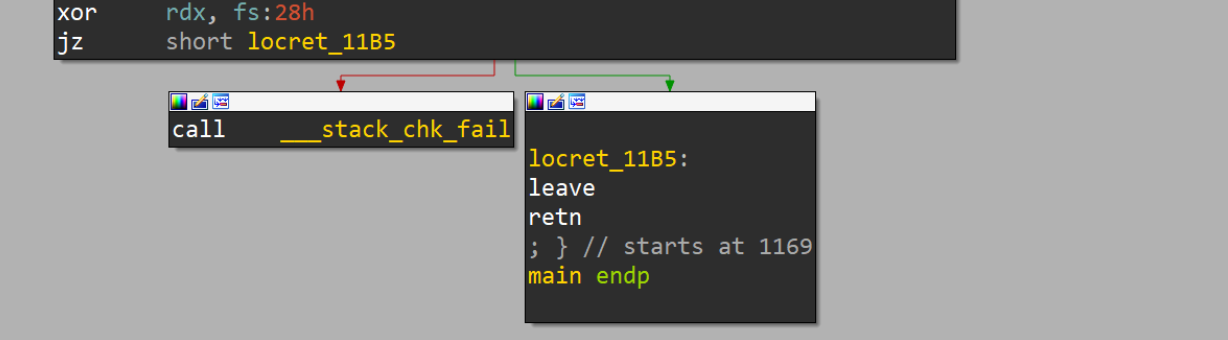 xor     rdx, fs:28h
jz      short locret_11B5
call    ___stack_chk_fail
locret_11B5:
leave
retn
; } // starts at 1169
main endp